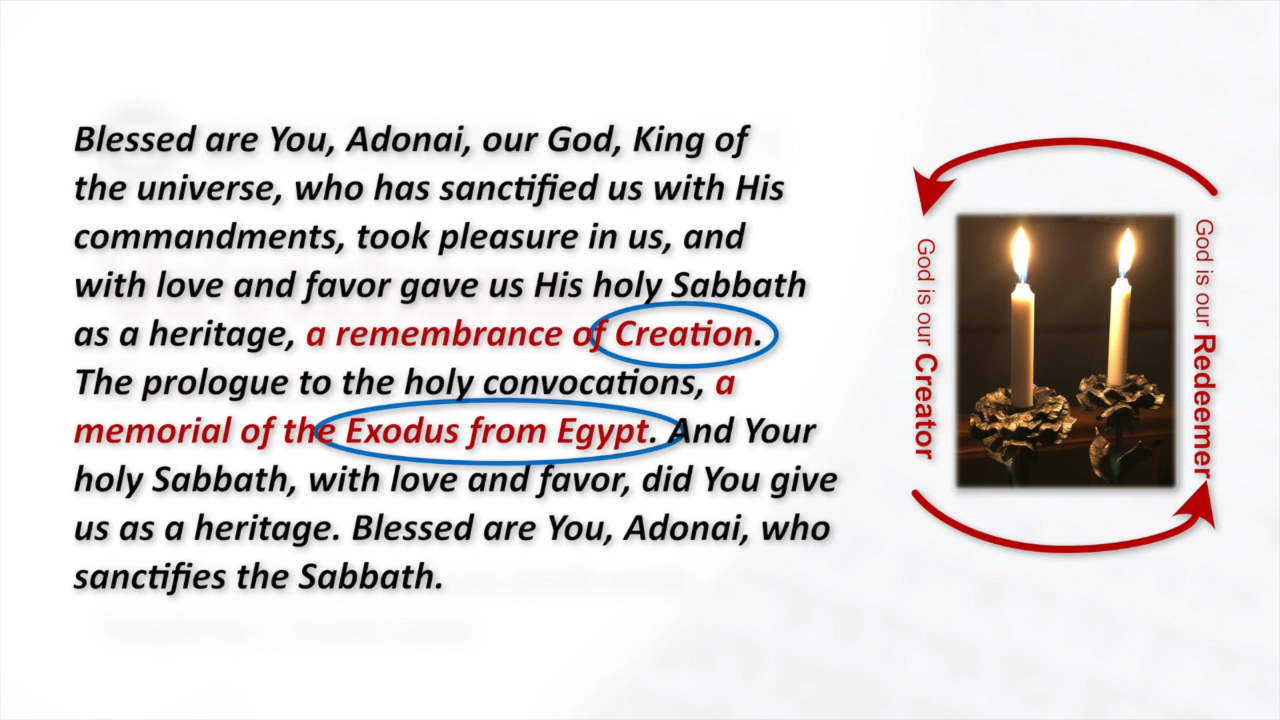 Blessed are You, Adonai, our God, King of
the universe, who has sanctified us with His
commandments, took pleasure in us, and
with love and favor gave us His holy Sabbath
as a heritage, a remembrance of Creation.
The prologue to the holy convocations, a
memorial of the Exodus from Egypt. And Your
holy Sabbath, with love and favor, did You give
us as a heritage. Blessed are You, Adonai, who
sanctifies the Sabbath.
God is our Creator
God is our Redeemer